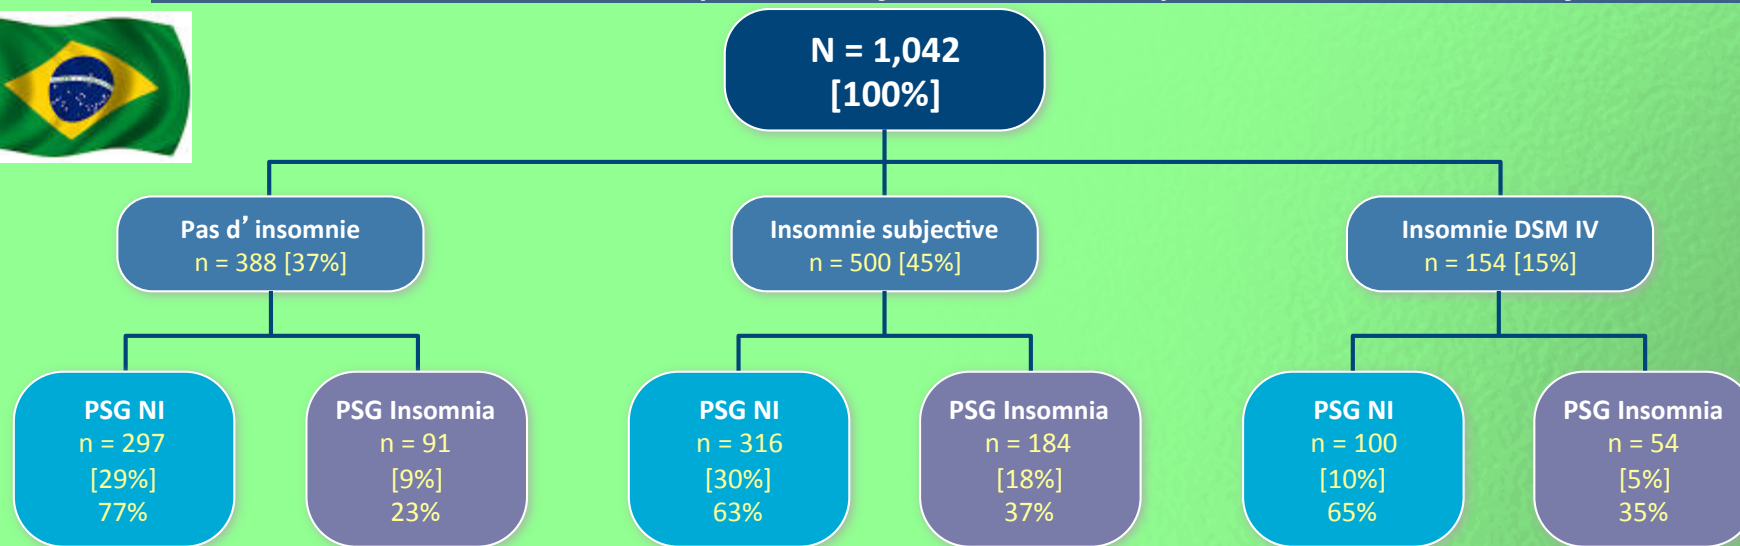 N = 1,042
[100%]
Pas d’ insomnie
n = 388 [37%]
Insomnie subjective
n = 500 [45%]
Insomnie DSM IV
n = 154 [15%]
PSG NI
n = 297
[29%]
77%
PSG Insomnia
n = 91
[9%]
23%
PSG NI
n = 316
[30%]
63%
PSG Insomnia
n = 184
[18%]
37%
PSG NI
n = 100
[10%]
65%
PSG Insomnia
n = 54
[5%]
35%